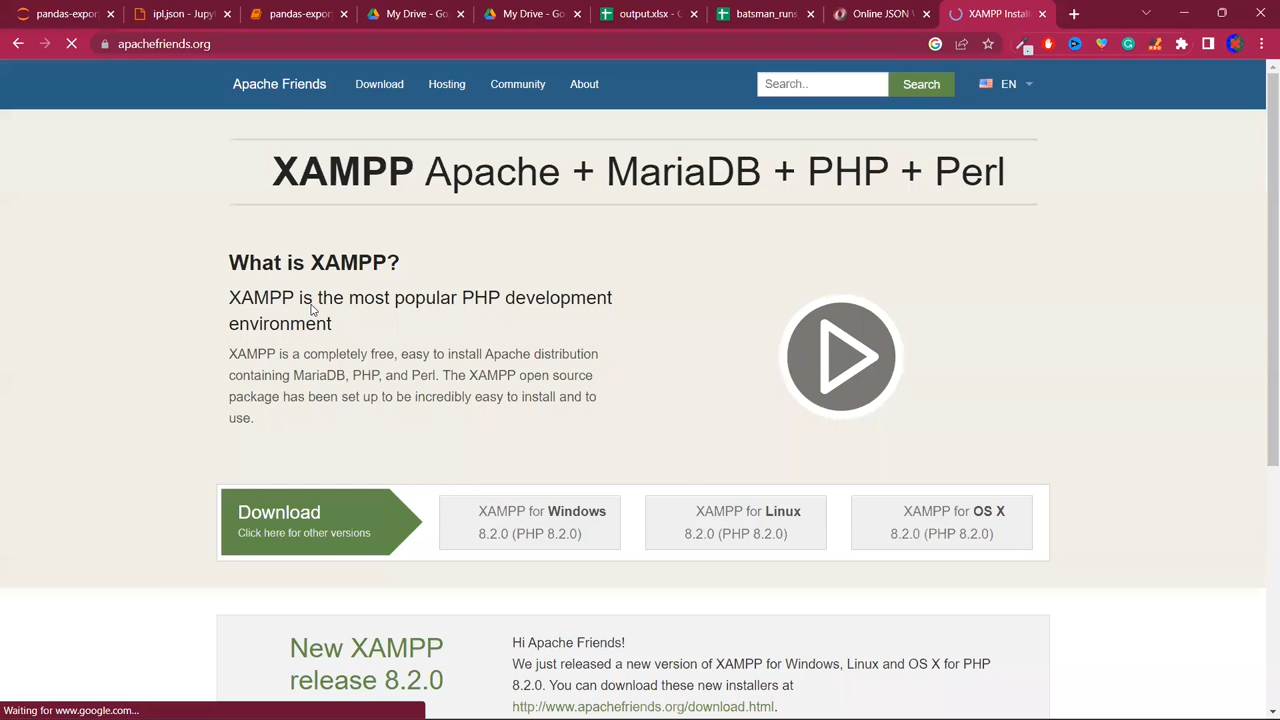 pandas-expor
ipl.json - Jupyt
pandas-expor
My Drive - Go
My Drive - Go
output.xlsx - G
batsman_runs
Online JSON V
XAMPP Install
apachefriends.org
Apache Friends
Download
Hosting
Community
About
Search..
Search
EN
XAMPP Apache + MariaDB + PHP + Perl
What is XAMPP?
XAMPP is the most popular PHP development
environment
XAMPP is a completely free, easy to install Apache distribution
containing MariaDB, PHP, and Perl. The XAMPP open source
package has been set up to be incredibly easy to install and to
use.
Download
Click here for other versions
XAMPP for Windows
8.2.0 (PHP 8.2.0)
XAMPP for Linux
8.2.0 (PHP 8.2.0)
XAMPP for OS X
8.2.0 (PHP 8.2.0)
New XAMPP
release 8.2.0
Hi Apache Friends!
We just released a new version of XAMPP for Windows, Linux and OS X for PHP
8.2.0. You can download these new installers at
http://www.apachefriends.org/download.html.
Waiting for www.google.com...